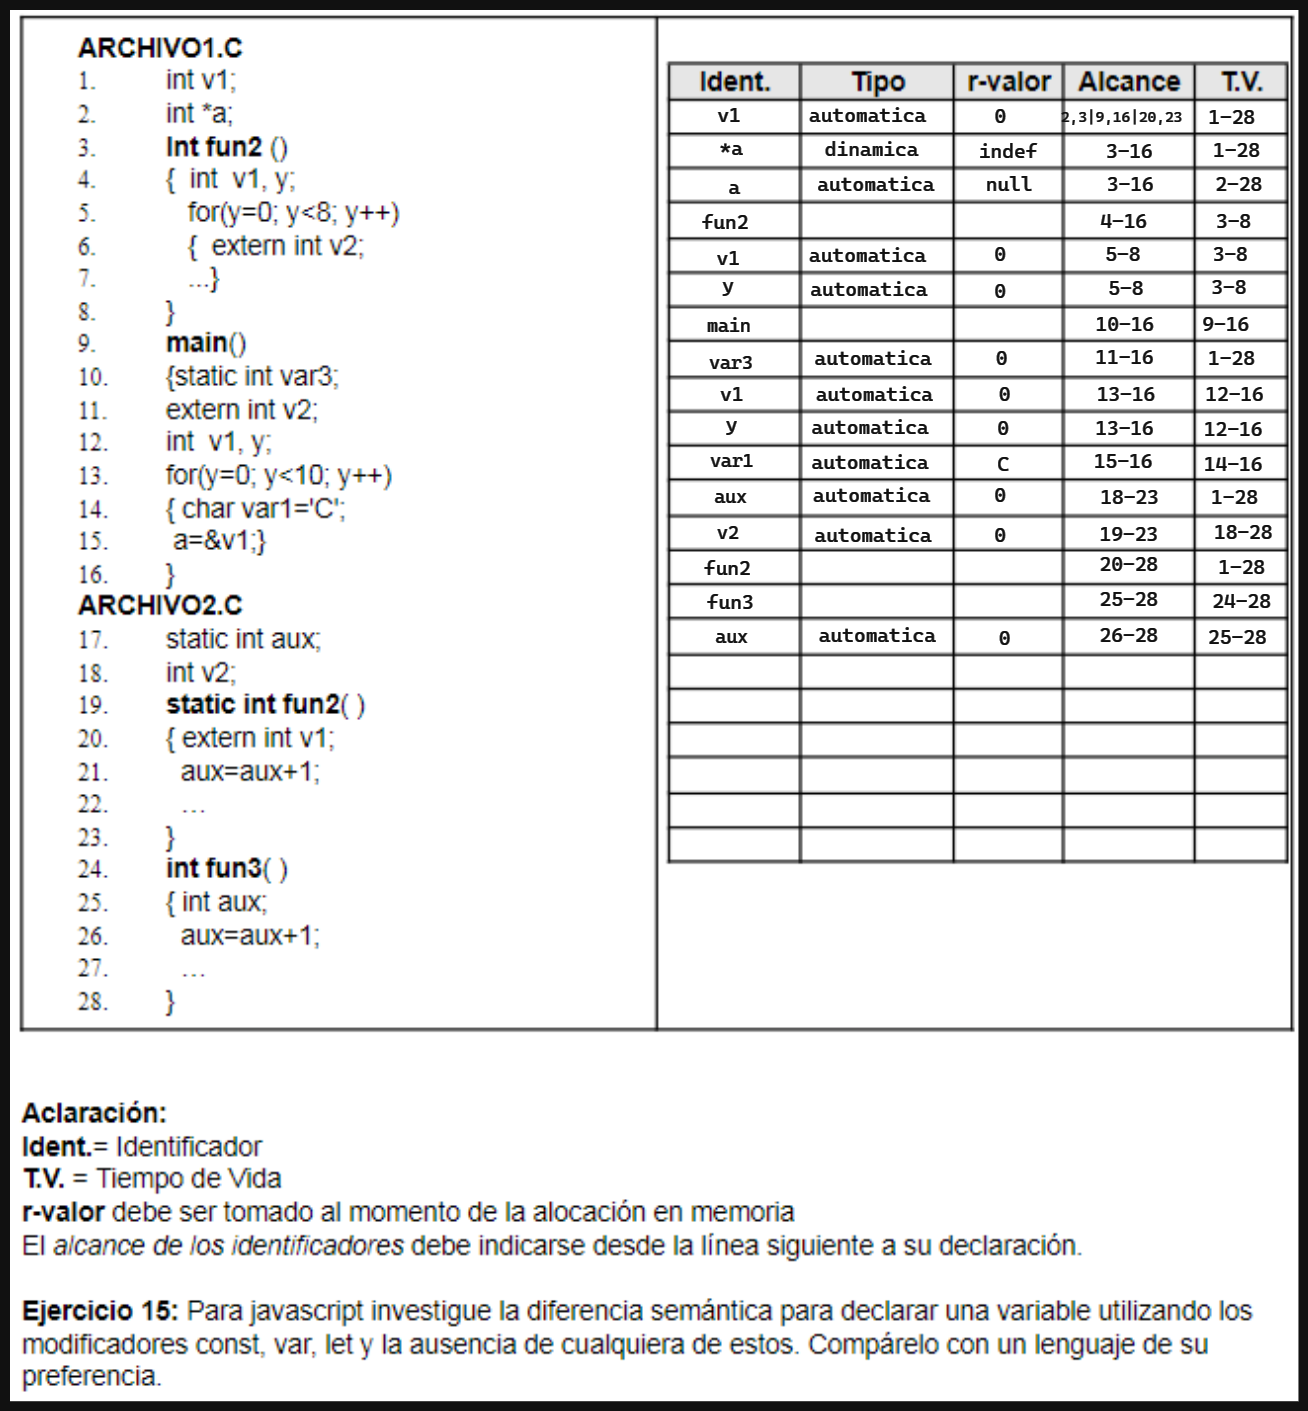 ARCHIVO1.C
1. int v1;
2. int *a;
3. Int fun2 ()
4. { int v1, y;
5. for(y=0; y<8; y++)
6. { extern int v2;
7. ...}
8. }
9. main()
10. {static int var3;
11. extern int v2;
12. int v1, y;
13. for(y=0; y<10; y++)
14. { char var1='C';
15. a=&v1;}
16. }
ARCHIVO2.C
17. static int aux;
18. int v2;
19. static int fun2( )
20. { extern int v1;
21. aux=aux+1;
22. ...
23. }
24. int fun3( )
25. { int aux;
26. aux=aux+1;
27. ...
28. }
Ident. Tipo r-valor Alcance T.V.
v1 automatica 0 2,3|9,16|20,23 1-28
*a dinamica indef 3-16 1-28
a automatica null 3-16 2-28
fun2 4-16 3-8
v1 automatica 0 5-8 3-8
y automatica 0 5-8 3-8
main 10-16 9-16
var3 automatica 0 11-16 1-28
v1 automatica 0 13-16 12-16
y automatica 0 13-16 12-16
var1 automatica C 15-16 14-16
aux automatica 0 18-23 1-28
v2 automatica 0 19-23 18-28
fun2 20-28 1-28
fun3 25-28 24-28
aux automatica 0 26-28 25-28
Aclaración:
Ident.= Identificador
T.V. = Tiempo de Vida
r-valor debe ser tomado al momento de la alocación en memoria
El alcance de los identificadores debe indicarse desde la línea siguiente a su declaración.
Ejercicio 15: Para javascript investigue la diferencia semántica para declarar una variable utilizando los
modificadores const, var, let y la ausencia de cualquiera de estos. Compárelo con un lenguaje de su
preferencia.